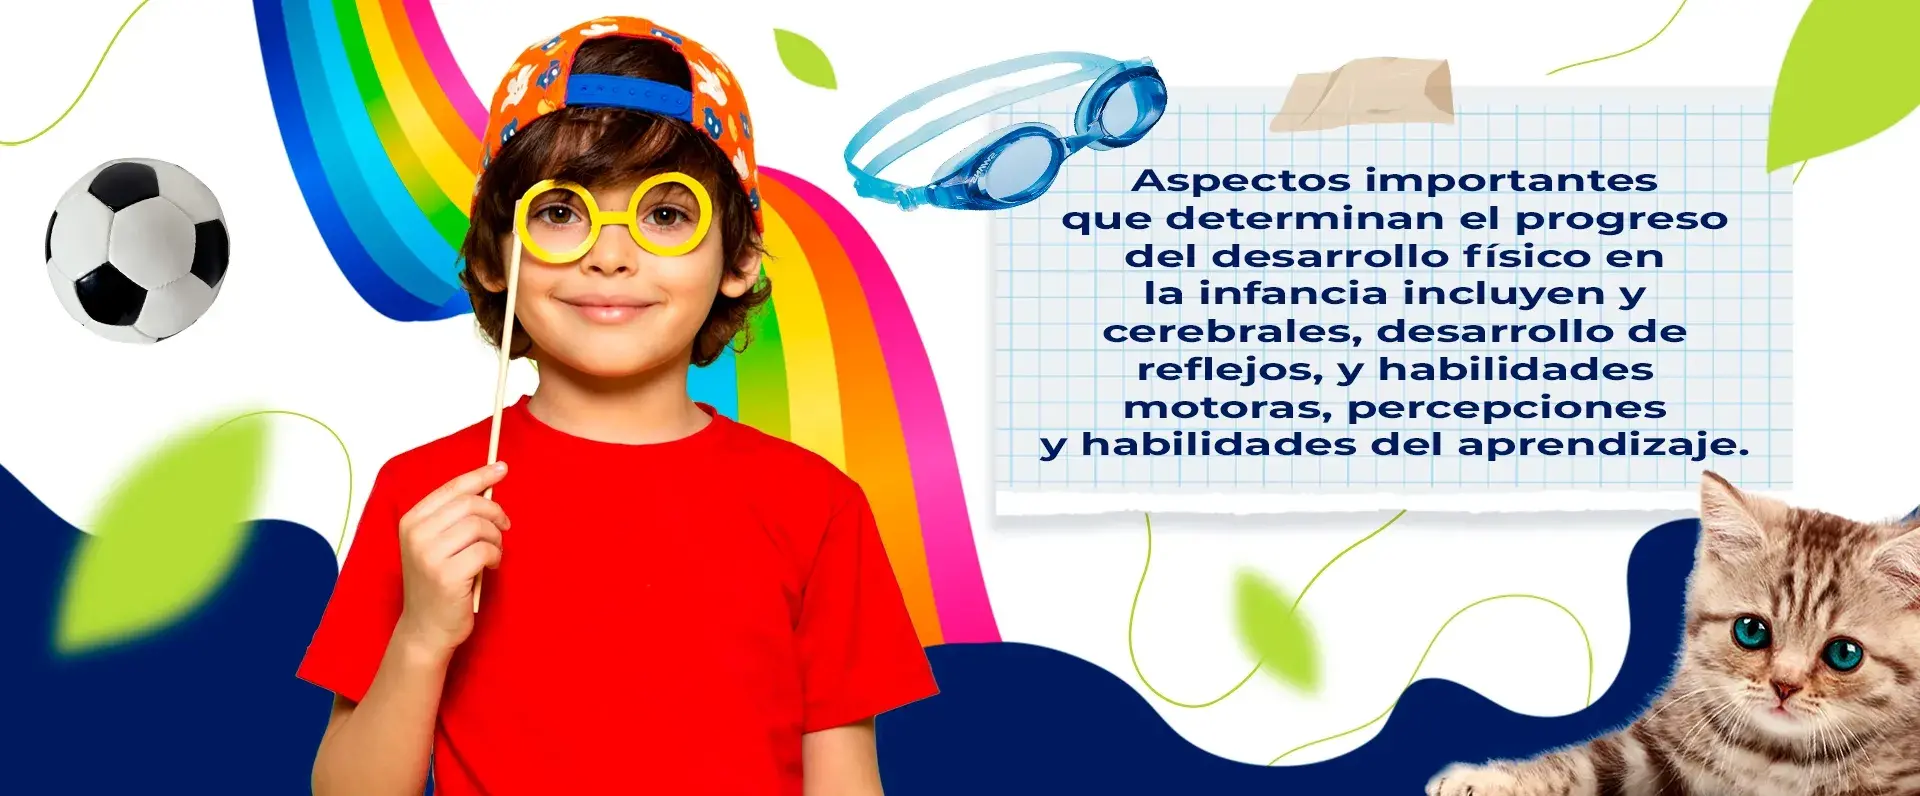 Aspectos importantes
que determinan el progreso
del desarrollo físico en
la infancia incluyen y
cerebrales, desarrollo de
reflejos, y habilidades
motoras, percepciones
y habilidades del aprendizaje.